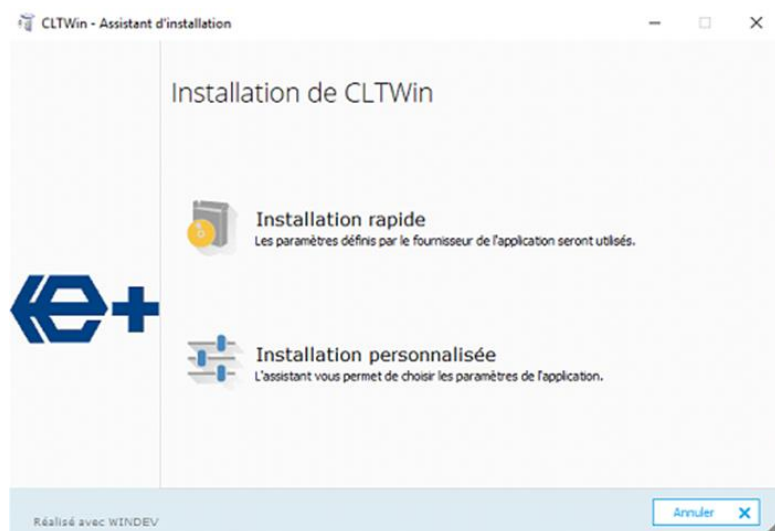 CLTWin - Assistant d'installation
Installation de CLTWin
Installation rapide
Les paramètres définis par le fournisseur de l'application seront utilisés.
e+
Installation personnalisée
L'assistant vous permet de choisir les paramètres de l'application.
Réalisé avec WINDEV
Annuler